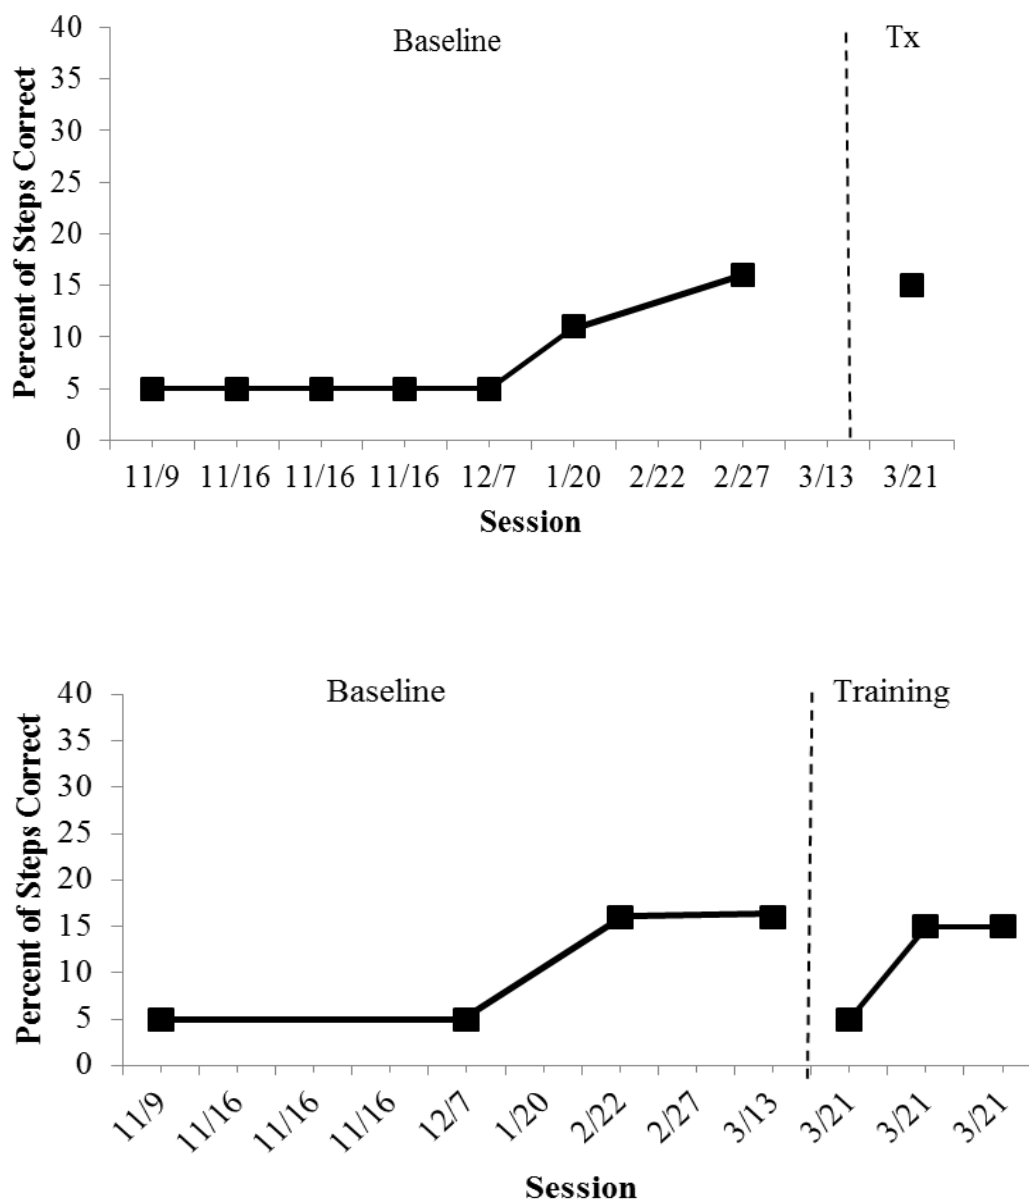 Baseline
Tx
Percent of Steps Correct
40
35
30
25
20
15
10
5
0
11/9 11/16 11/16 11/16 12/7 1/20 2/22 2/27 3/13 3/21
Session
Baseline
Training
Percent of Steps Correct
40
35
30
25
20
15
10
5
0
11/9 11/16 11/16 11/16 12/7 1/20 2/22 2/27 3/13 3/21 3/21 3/21
Session